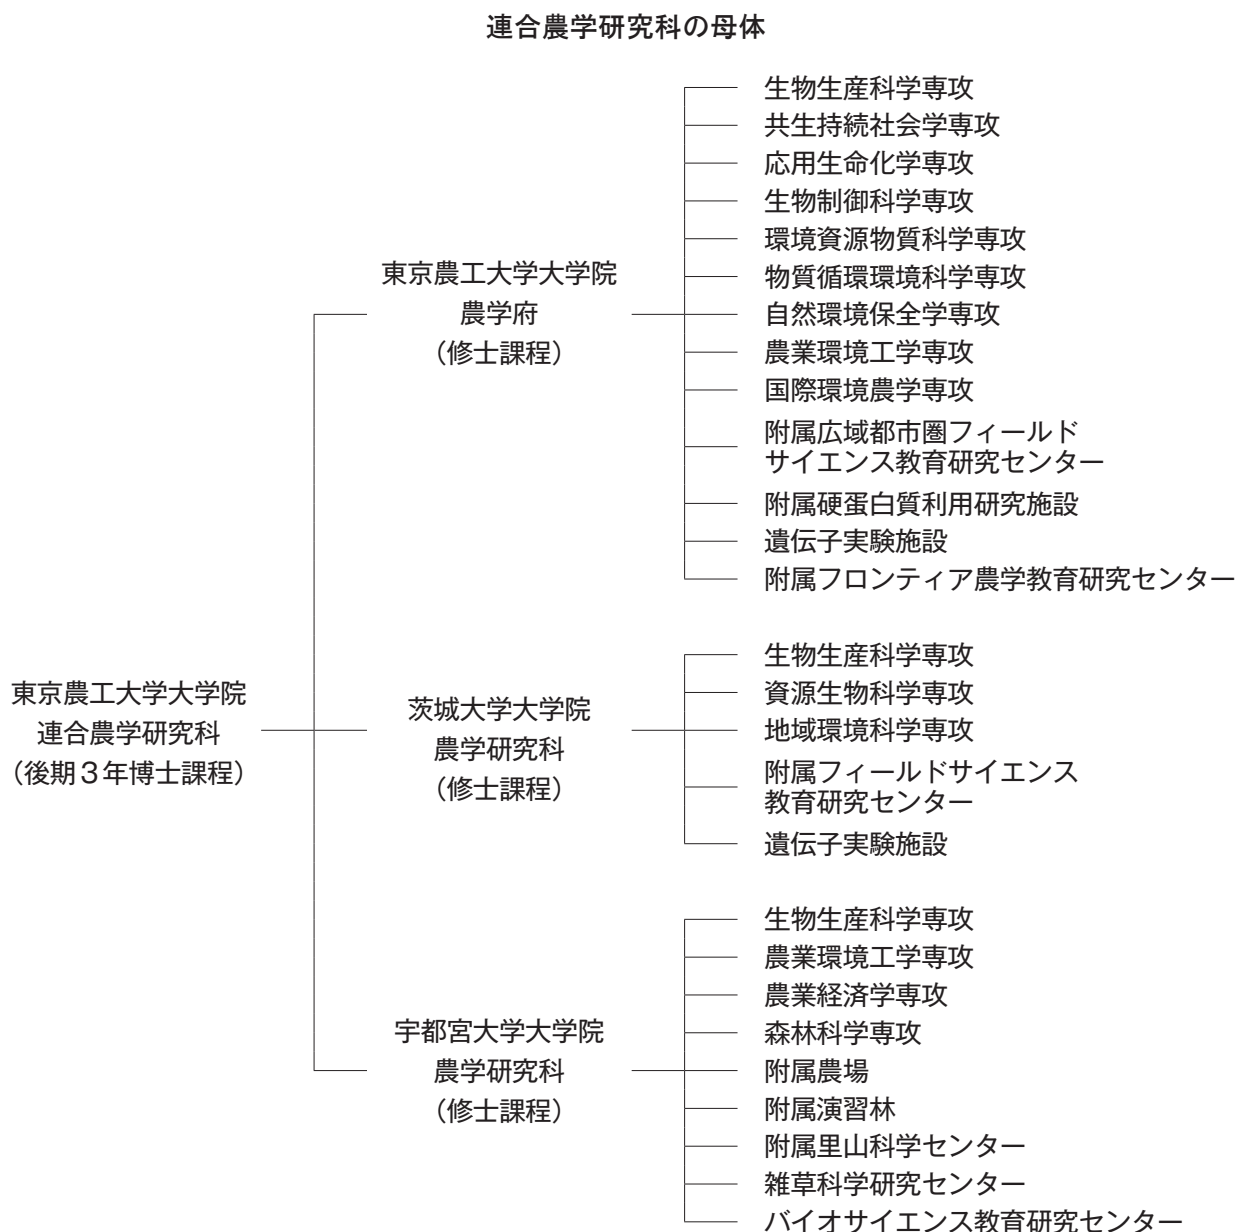 連合農学研究科の母体
東京農工大学大学院
連合農学研究科
（後期３年博士課程）
東京農工大学大学院
農学府
（修士課程）
生物生産科学専攻
共生持続社会学専攻
応用生命化学専攻
生物制御科学専攻
環境資源物質科学専攻
物質循環環境科学専攻
自然環境保全学専攻
農業環境工学専攻
国際環境農学専攻
附属広域都市圏フィールド
サイエンス教育研究センター
附属硬蛋白質利用研究施設
遺伝子実験施設
附属フロンティア農学教育研究センター
茨城大学大学院
農学研究科
（修士課程）
生物生産科学専攻
資源生物科学専攻
地域環境科学専攻
附属フィールドサイエンス
教育研究センター
遺伝子実験施設
宇都宮大学大学院
農学研究科
（修士課程）
生物生産科学専攻
農業環境工学専攻
農業経済学専攻
森林科学専攻
附属農場
附属演習林
附属里山科学センター
雑草科学研究センター
バイオサイエンス教育研究センター